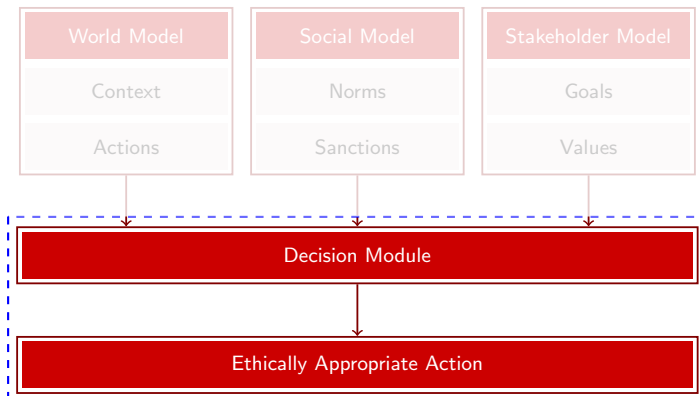 World Model
Social Model
Stakeholder Model
Context
Norms
Goals
Actions
Sanctions
Values
Decision Module
Ethically Appropriate Action